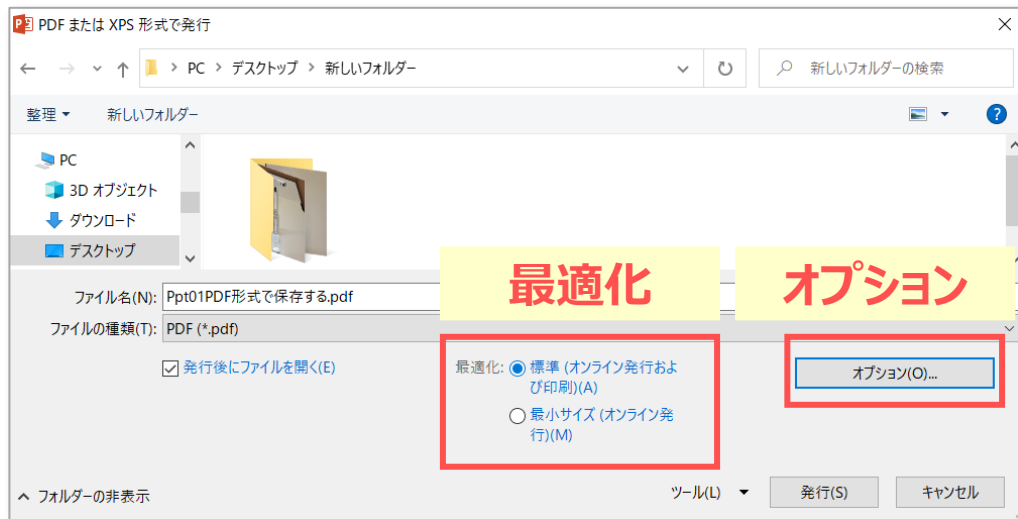 PDF または XPS 形式で発行
PC > デスクトップ > 新しいフォルダー
新しいフォルダーの検索
整理
新しいフォルダー
PC
3D オブジェクト
ダウンロード
デスクトップ
最適化
オプション
ファイル名(N): Ppt01PDF形式で保存する.pdf
ファイルの種類(T): PDF (*.pdf)
発行後にファイルを開く(E)
最適化: 標準 (オンライン発行およ
び印刷)(A)
最小サイズ (オンライン発
行)(M)
オプション(O)...
フォルダーの非表示
ツール(L)
発行(S)
キャンセル